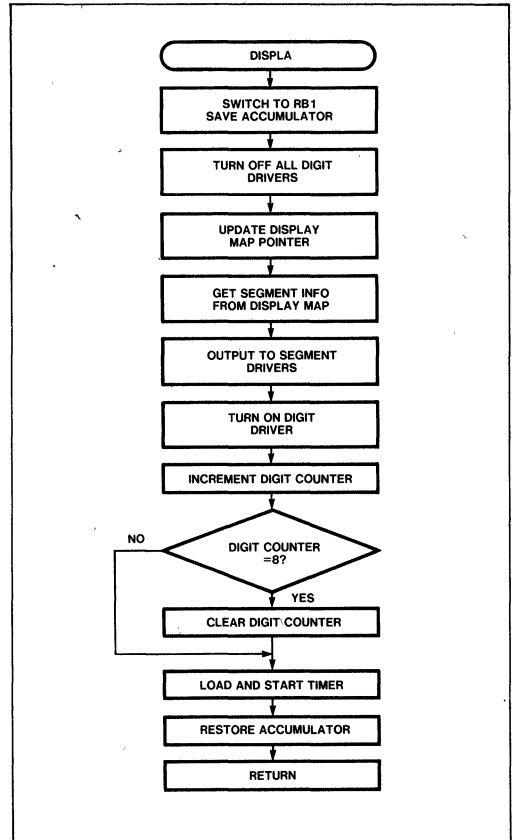 DISPLA
SWITCH TO RB1
SAVE ACCUMULATOR
TURN OFF ALL DIGIT
DRIVERS
UPDATE DISPLAY
MAP POINTER
GET SEGMENT INFO
FROM DISPLAY MAP
OUTPUT TO SEGMENT
DRIVERS
TURN ON DIGIT
DRIVER
INCREMENT DIGIT COUNTER
NO
DIGIT COUNTER
=8?
YES
CLEAR DIGIT COUNTER
LOAD AND START TIMER
RESTORE ACCUMULATOR
RETURN